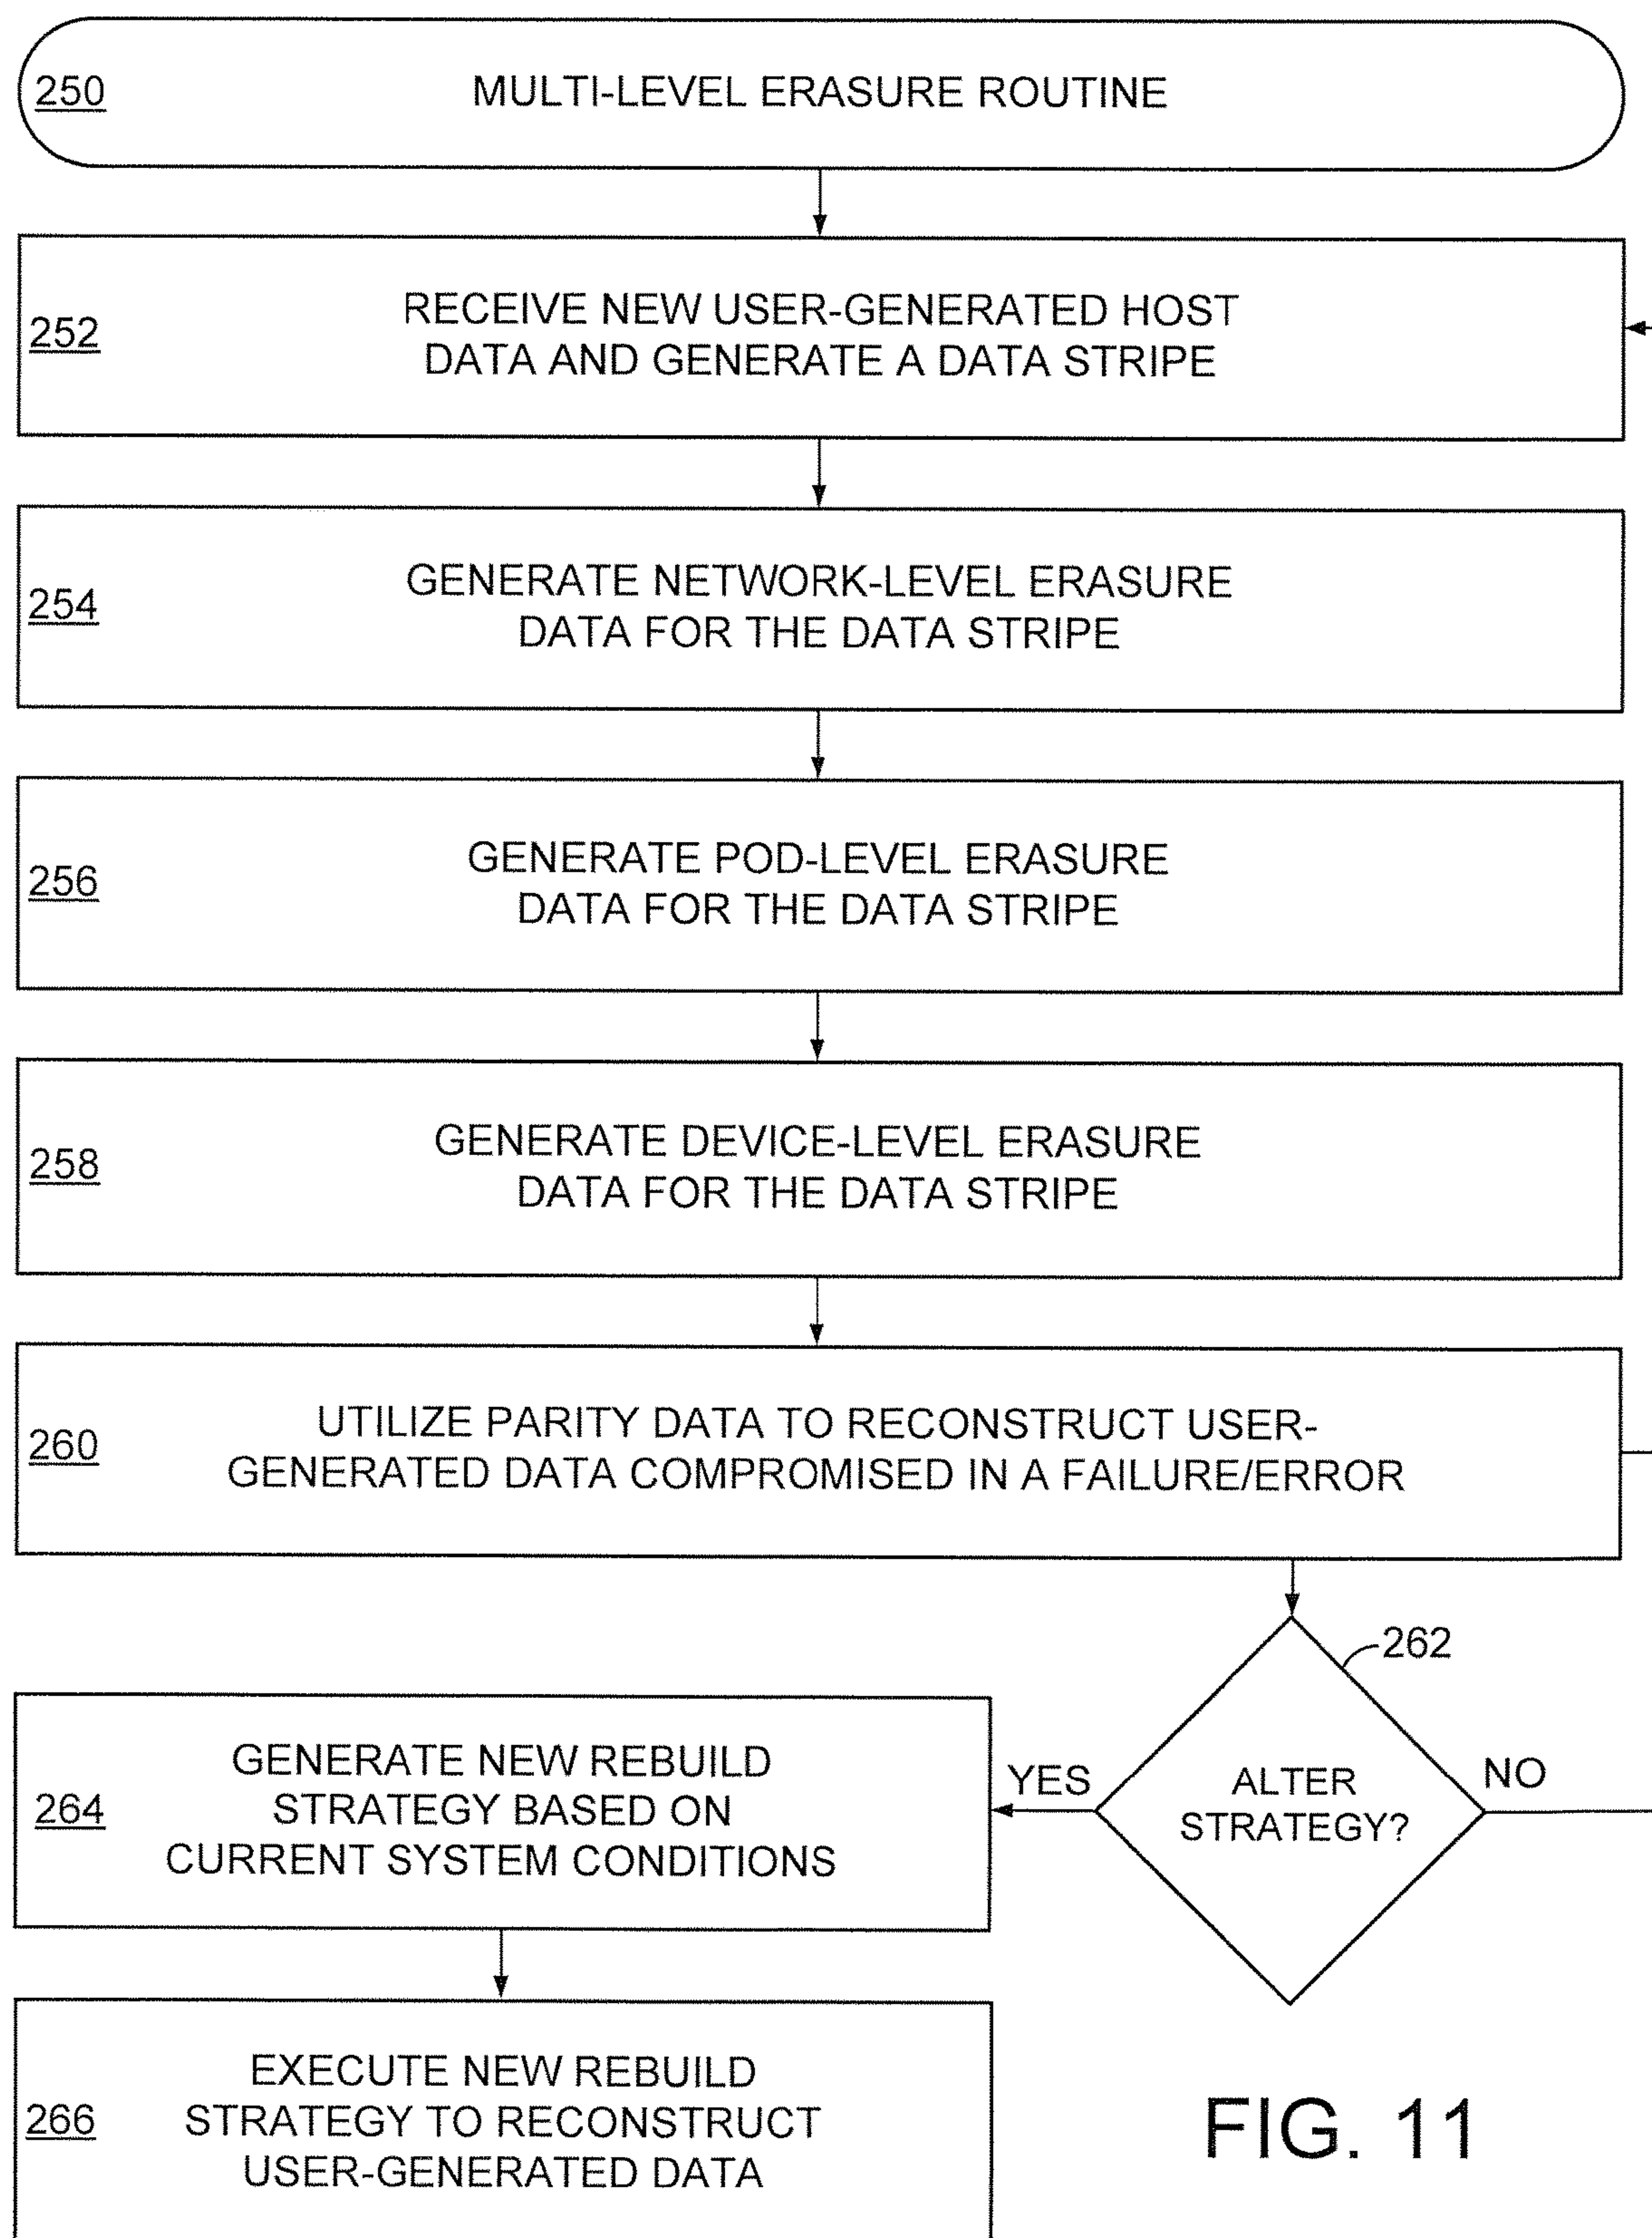 250
MULTI-LEVEL ERASURE ROUTINE
252
RECEIVE NEW USER-GENERATED HOST
DATA AND GENERATE A DATA STRIPE
254
GENERATE NETWORK-LEVEL ERASURE
DATA FOR THE DATA STRIPE
256
GENERATE POD-LEVEL ERASURE
DATA FOR THE DATA STRIPE
258
GENERATE DEVICE-LEVEL ERASURE
DATA FOR THE DATA STRIPE
260
UTILIZE PARITY DATA TO RECONSTRUCT USER-
GENERATED DATA COMPROMISED IN A FAILURE/ERROR
262
ALTER
STRATEGY?
YES
NO
264
GENERATE NEW REBUILD
STRATEGY BASED ON
CURRENT SYSTEM CONDITIONS
266
EXECUTE NEW REBUILD
STRATEGY TO RECONSTRUCT
USER-GENERATED DATA
FIG. 11